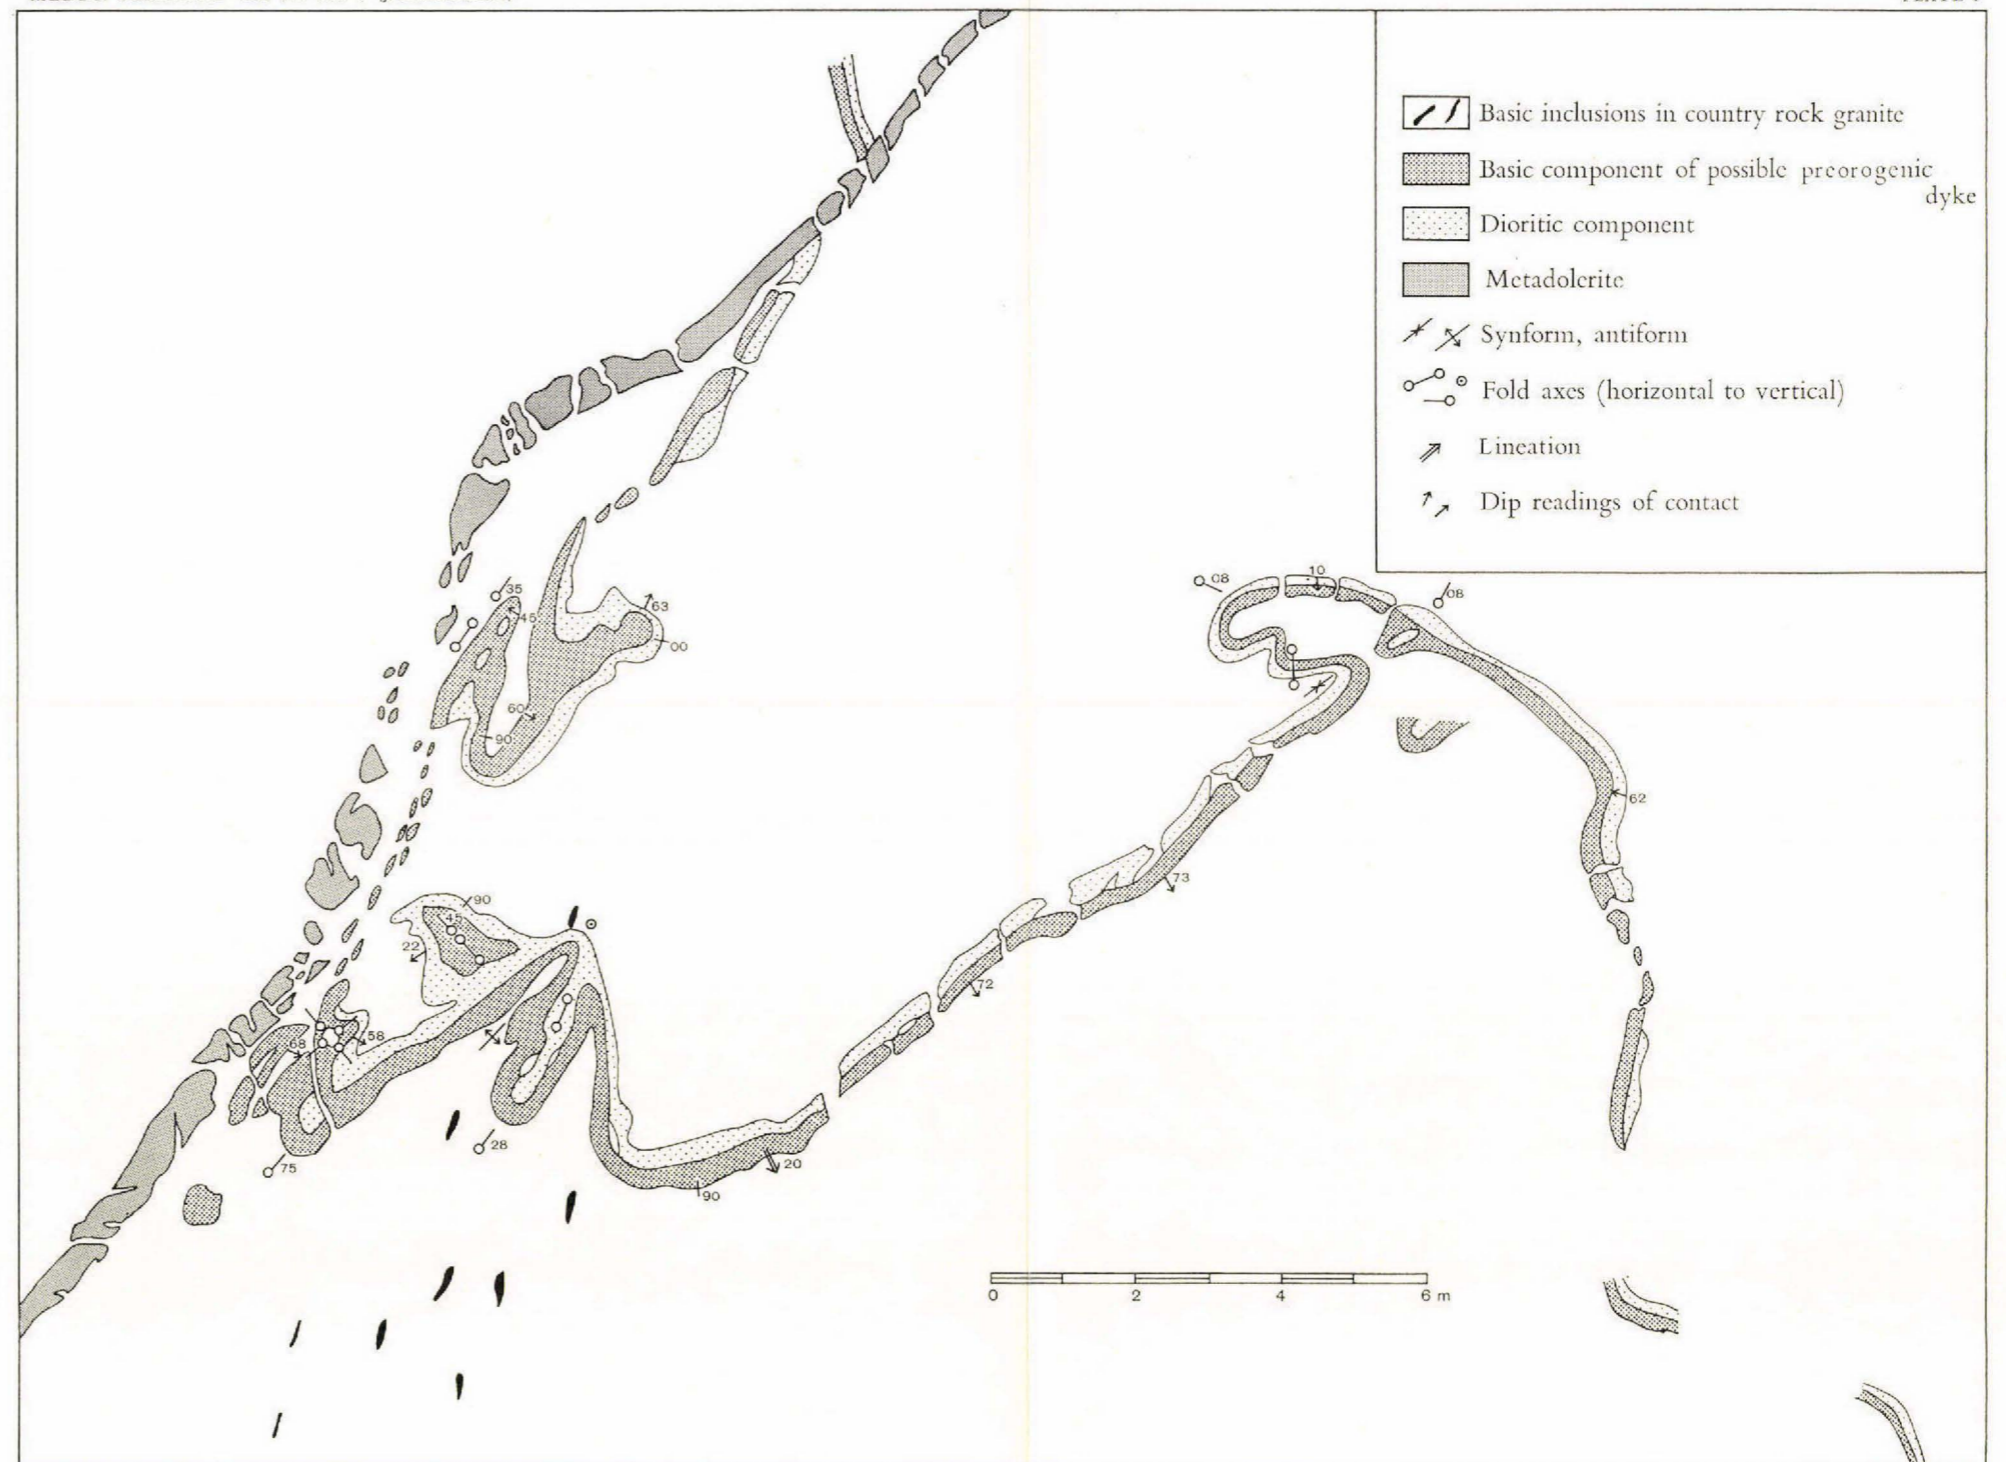 Basic inclusions in country rock granite
Basic component of possible preorogenic
dyke
Dioritic component
Metadolerite
Synform, antiform
Fold axes (horizontal to vertical)
Lineation
Dip readings of contact
35
45
63
00
60
90
08
10
08
62
73
90
45
22
72
58
68
28
75
20
90
0 2 4 6 m